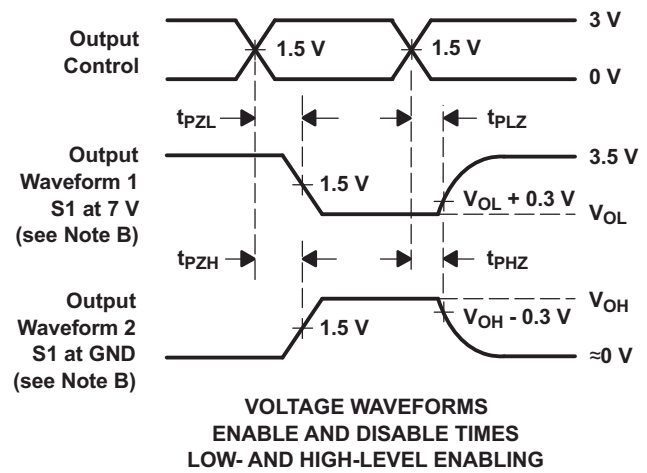 3 V
Output
Control
1.5 V
1.5 V
0 V
tPZL
tPLZ
Output
Waveform 1
S1 at 7 V
(see Note B)
3.5 V
1.5 V
VOL + 0.3 V
VOL
tPZH
tPHZ
Output
Waveform 2
S1 at GND
(see Note B)
VOH
1.5 V
VOH - 0.3 V
≈0 V
VOLTAGE WAVEFORMS
ENABLE AND DISABLE TIMES
LOW- AND HIGH-LEVEL ENABLING